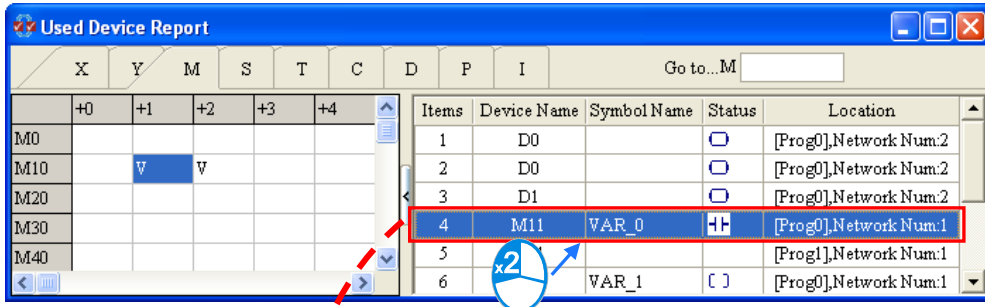 Used Device Report
X Y M S T C D P I Go to...M
+0 +1 +2 +3 +4
M0
M10 V V
M20
M30
M40
Items Device Name Symbol Name Status Location
1 D0 [Prog0],Network Num:2
2 D0 [Prog0],Network Num:2
3 D1 [Prog0],Network Num:2
4 M11 VAR_0 [Prog0],Network Num:1
5 [Prog1],Network Num:1
6 VAR_1 [Prog0],Network Num:1
x2